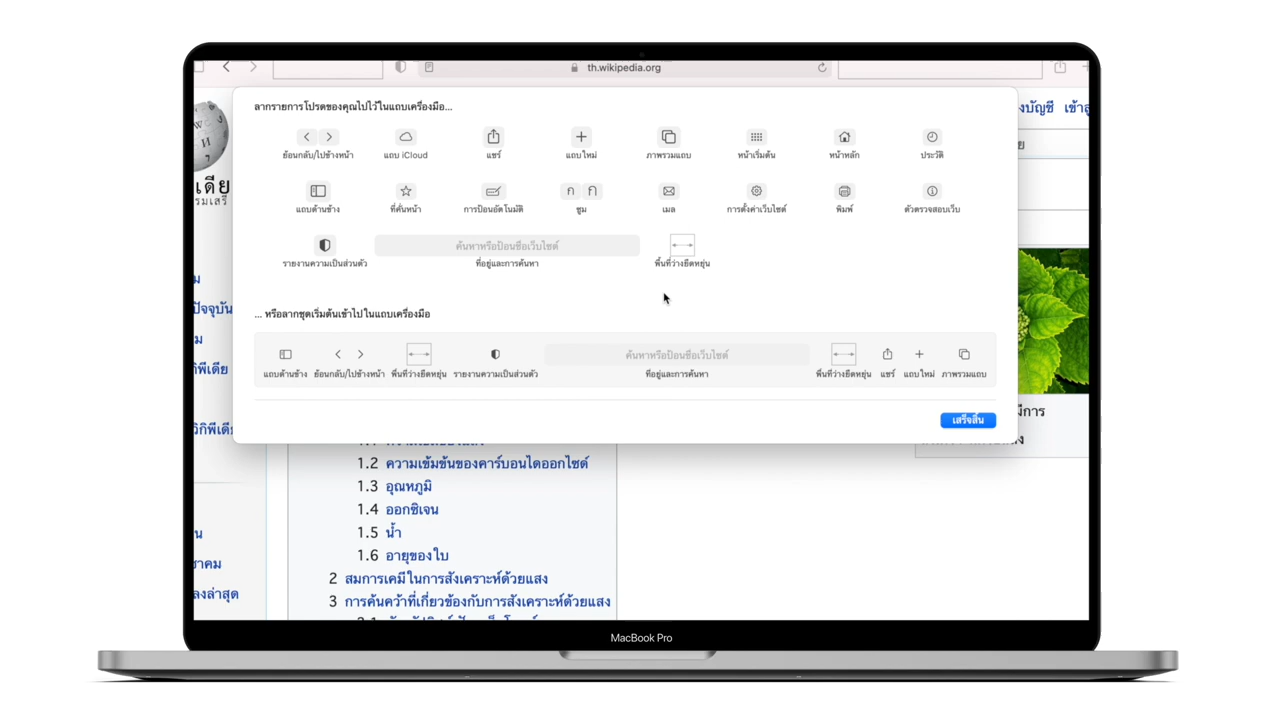 th.wikipedia.org
ลากรายการโปรดของคุณไปไว้ในแถบเครื่องมือ...
ย้อนกลับ/ไปข้างหน้า แถบ iCloud แชร์ แถบใหม่ ภาพรวมแถบ หน้าเริ่มต้น หน้าหลัก ประวัติ
ก ก
แถบด้านข้าง ที่คั่นหน้า การป้อนอัตโนมัติ ซูม เมล การตั้งค่าเว็บไซต์ พิมพ์ ตัวตรวจสอบเว็บ
ค้นหาหรือป้อนชื่อเว็บไซต์
รายงานความเป็นส่วนตัว ที่อยู่และการค้นหา พื้นที่ว่างยืดหยุ่น
... หรือลากชุดเริ่มต้นเข้าไปในแถบเครื่องมือ
ค้นหาหรือป้อนชื่อเว็บไซต์
แถบด้านข้าง ย้อนกลับ/ไปข้างหน้า พื้นที่ว่างยืดหยุ่น รายงานความเป็นส่วนตัว ที่อยู่และการค้นหา พื้นที่ว่างยืดหยุ่น แชร์ แถบใหม่ ภาพรวมแถบ
เสร็จสิ้น
ปัจจุบัน
1.2 ความเข้มข้นของคาร์บอนไดออกไซด์
1.3 อุณหภูมิ
1.4 ออกซิเจน
1.5 น้ำ
1.6 อายุของใบ
2 สมการเคมีในการสังเคราะห์ด้วยแสง
3 การค้นคว้าที่เกี่ยวข้องกับการสังเคราะห์ด้วยแสง
MacBook Pro